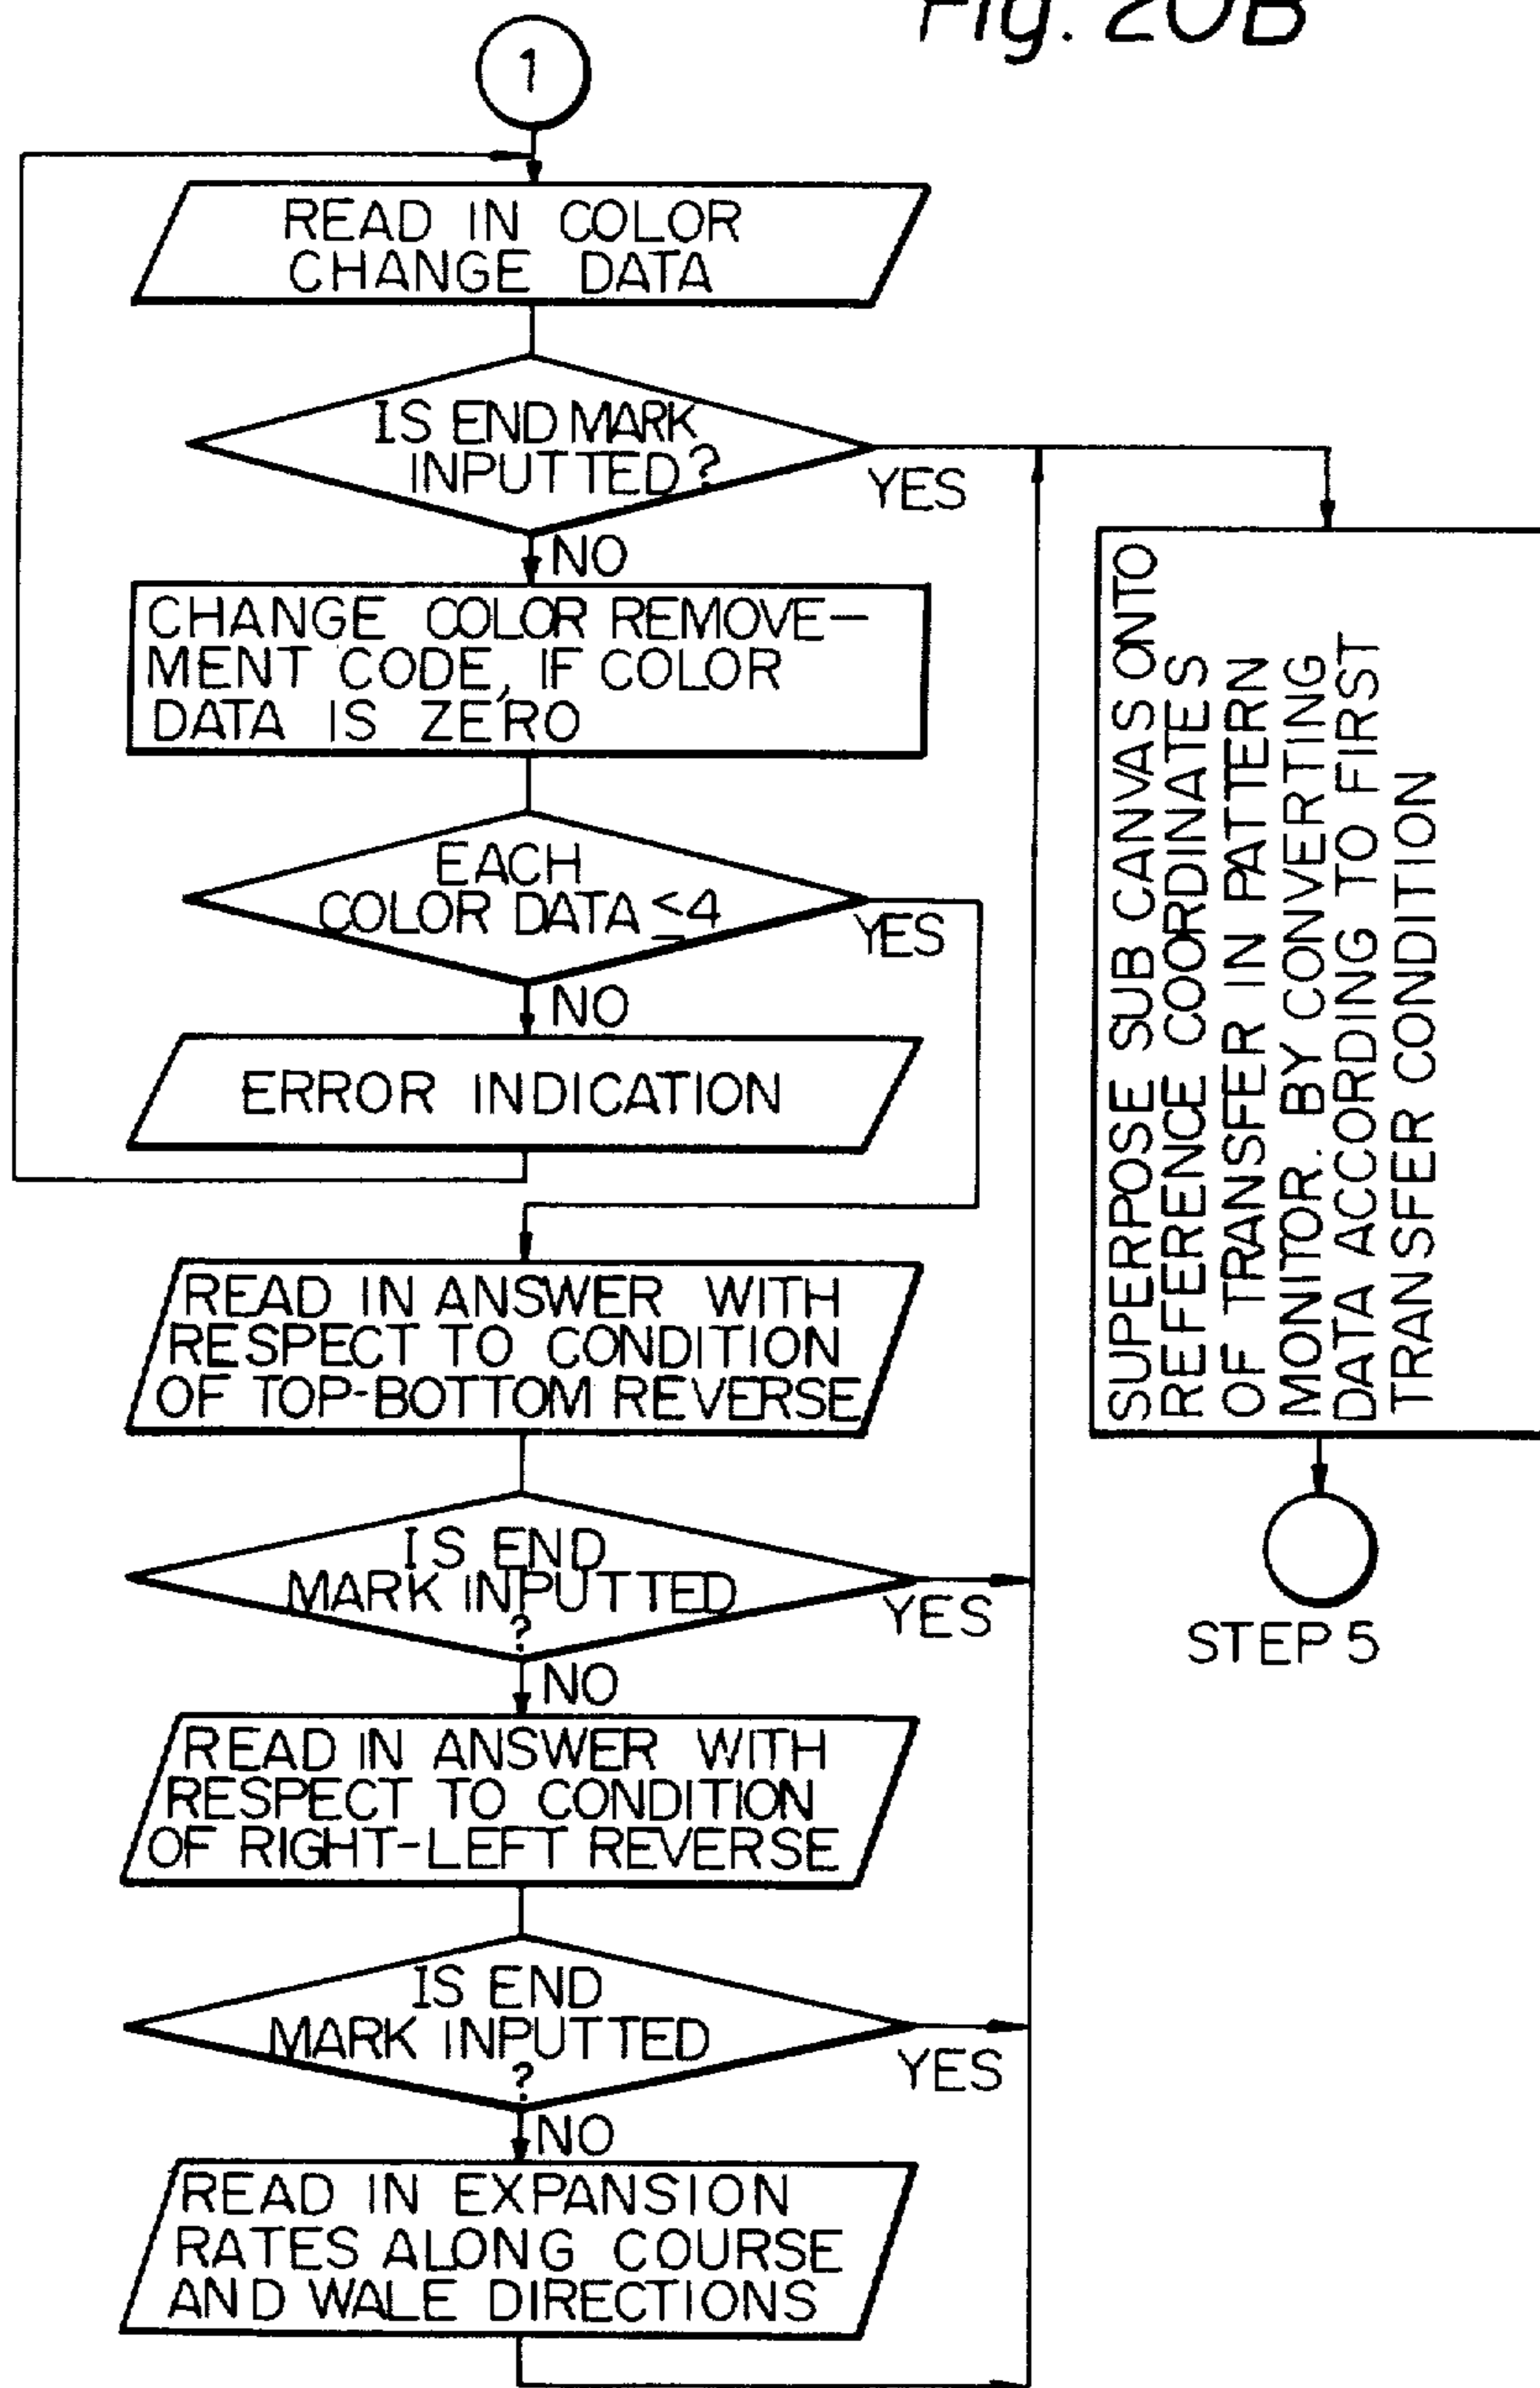 Fig. 20B
1
READ IN COLOR
CHANGE DATA
IS END MARK
INPUTTED?
YES
NO
CHANGE COLOR REMOVE-
MENT CODE, IF COLOR
DATA IS ZERO
EACH
COLOR DATA ≤4
YES
NO
ERROR INDICATION
READ IN ANSWER WITH
RESPECT TO CONDITION
OF TOP-BOTTOM REVERSE
IS END
MARK INPUTTED
?
YES
NO
READ IN ANSWER WITH
RESPECT TO CONDITION
OF RIGHT-LEFT REVERSE
IS END
MARK INPUTTED
?
YES
NO
READ IN EXPANSION
RATES ALONG COURSE
AND WALE DIRECTIONS
SUPERPOSE SUB CANVAS ONTO
REFERENCE COORDINATES
OF TRANSFER IN PATTERN
MONITOR. BY CONVERTING
DATA ACCORDING TO FIRST
TRANSFER CONDITION
STEP 5